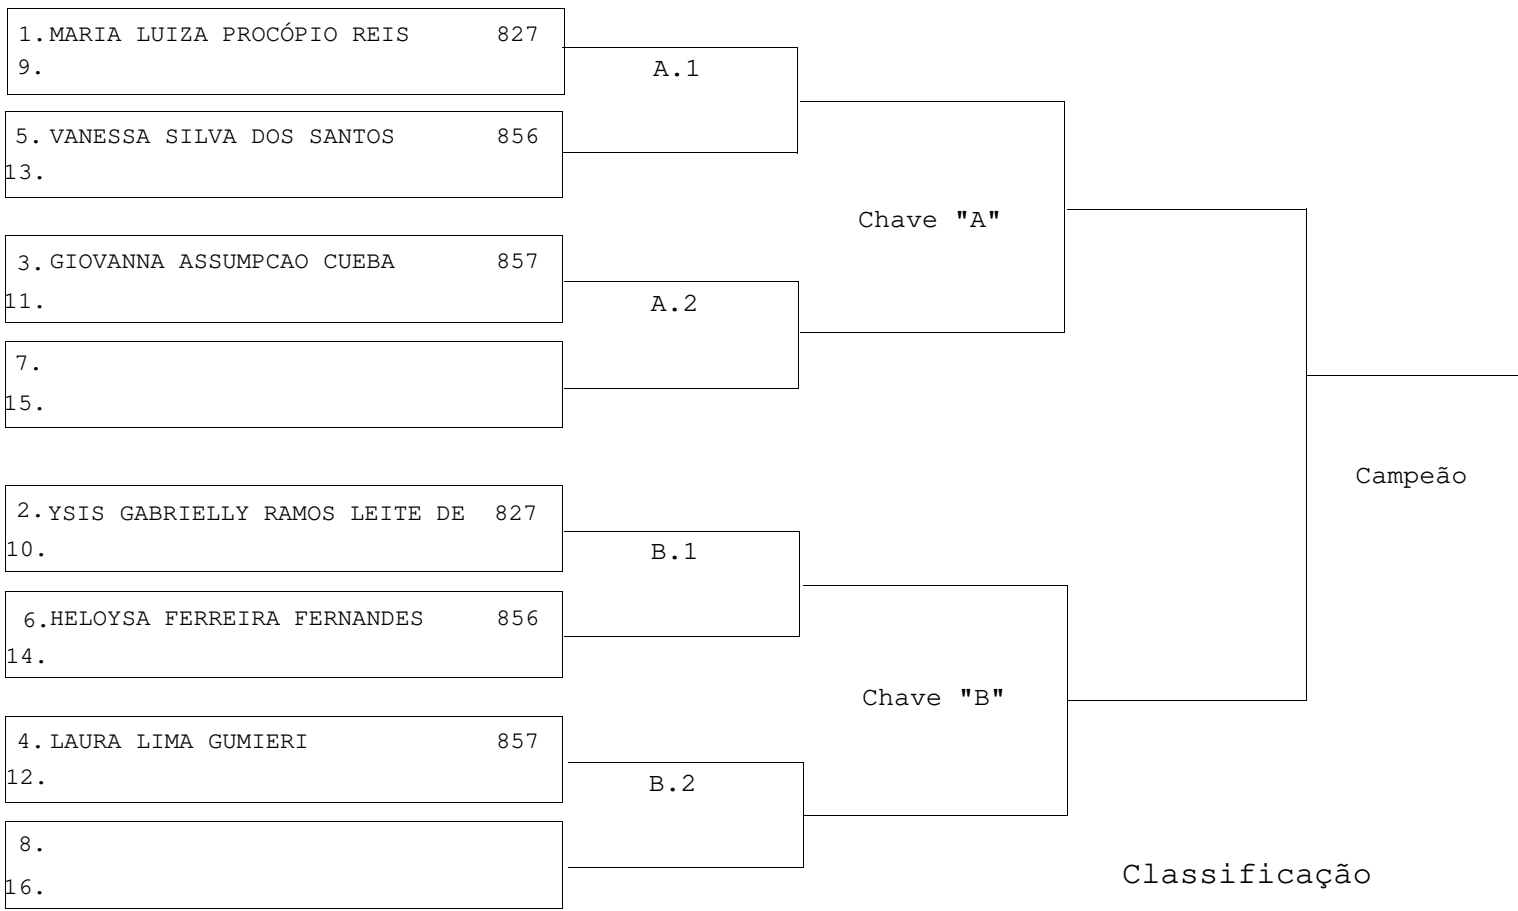 1. MARIA LUIZA PROCÓPIO REIS 827
9.
A.1
5. VANESSA SILVA DOS SANTOS 856
13.
Chave "A"
3. GIOVANNA ASSUMPCAO CUEBA 857
11.
A.2
7.
15.
Campeão
2. YSIS GABRIELLY RAMOS LEITE DE 827
10.
B.1
6. HELOYSA FERREIRA FERNANDES 856
14.
Chave "B"
4. LAURA LIMA GUMIERI 857
12.
B.2
8.
16.
Classificação